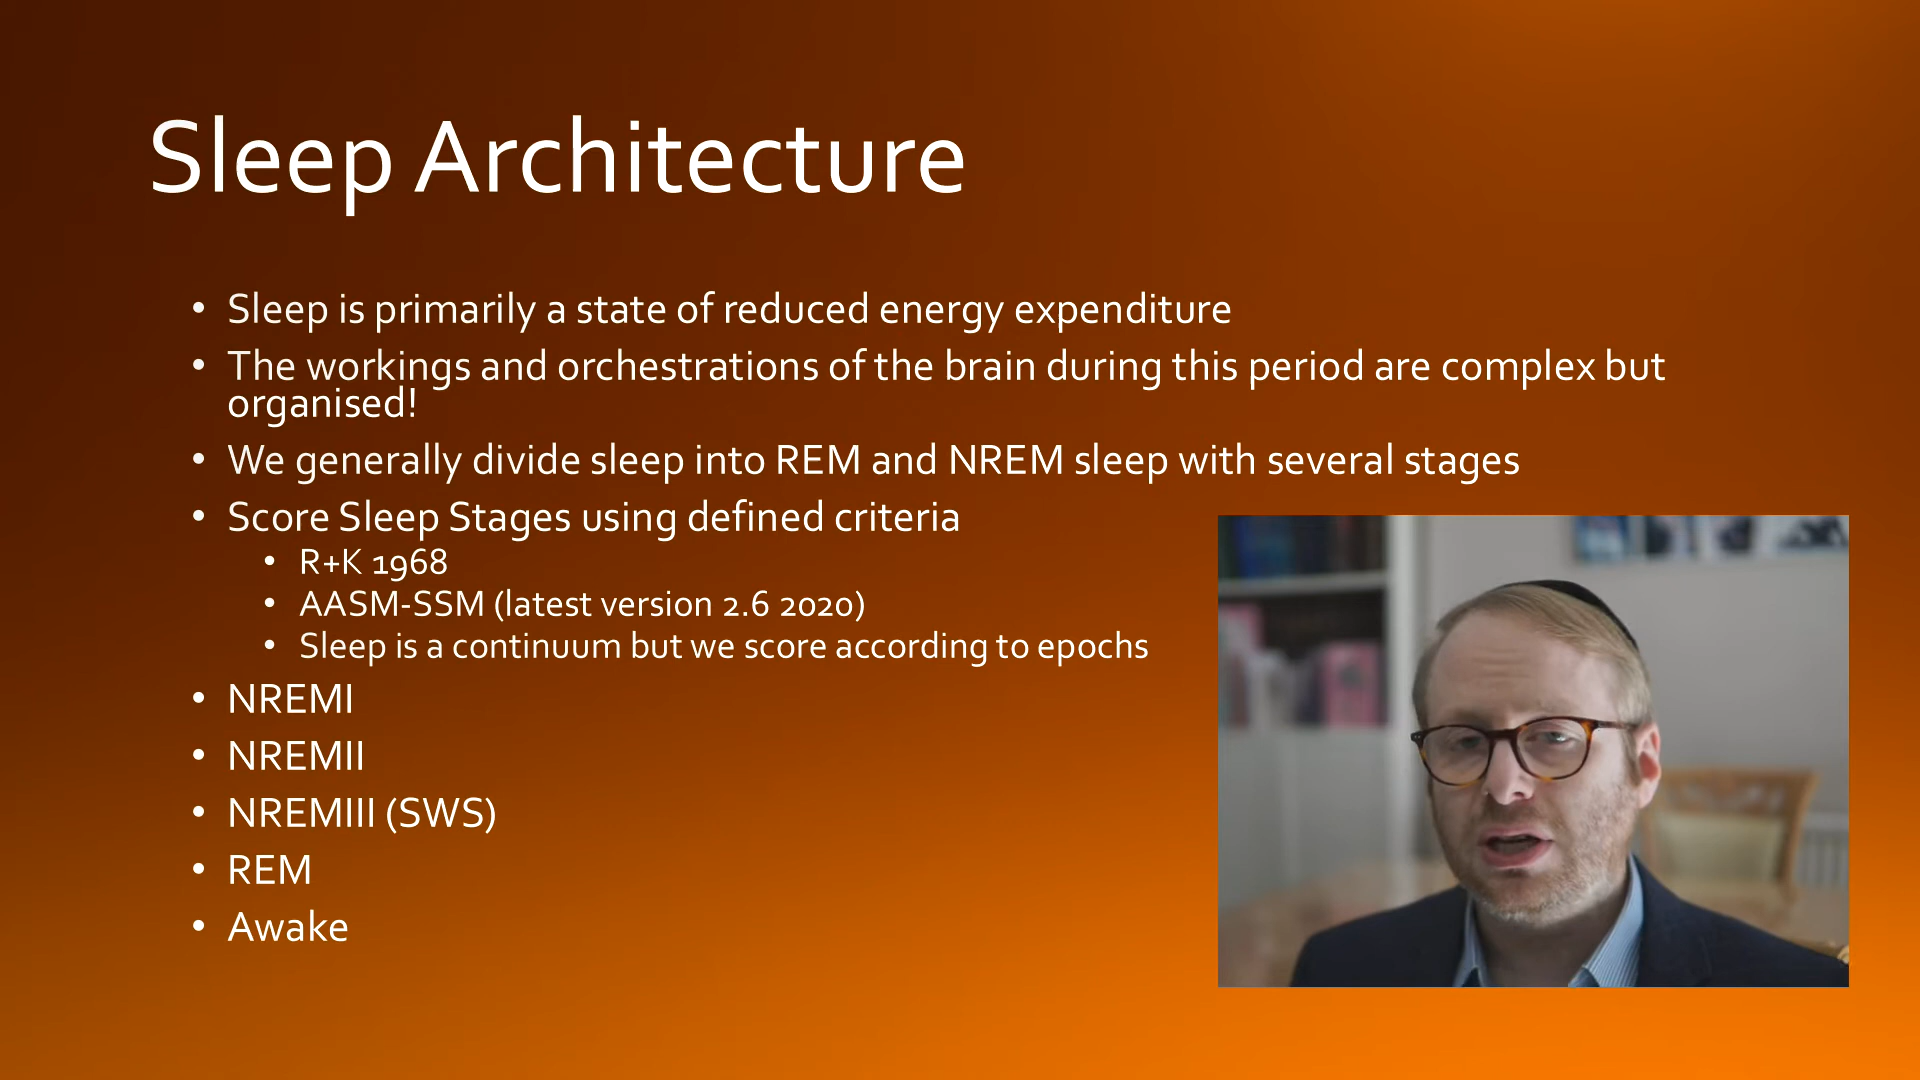 Sleep Architecture
• Sleep is primarily a state of reduced energy expenditure
• The workings and orchestrations of the brain during this period are complex but
organised!
• We generally divide sleep into REM and NREM sleep with several stages
• Score Sleep Stages using defined criteria
• R+K 1968
• AASM-SSM (latest version 2.6 2020)
• Sleep is a continuum but we score according to epochs
• NREMI
• NREMII
• NREMIII (SWS)
• REM
• Awake